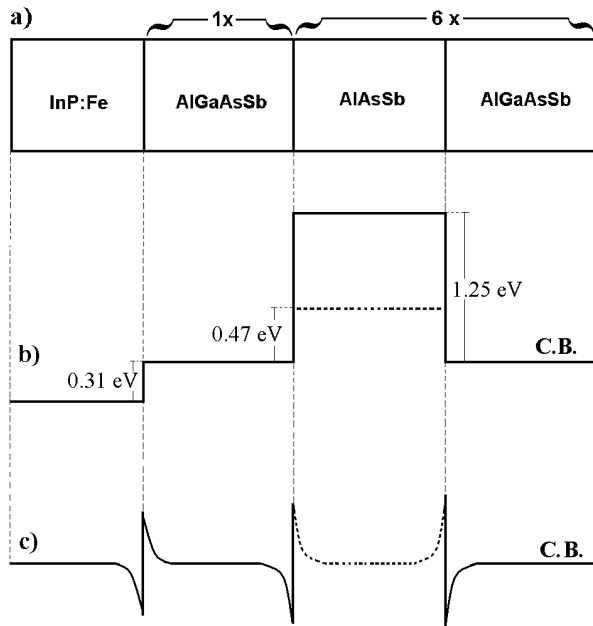 a)
1x
6 x
InP:Fe
AlGaAsSb
AlAsSb
AlGaAsSb
b)
0.31 eV
0.47 eV
1.25 eV
C.B.
c)
C.B.